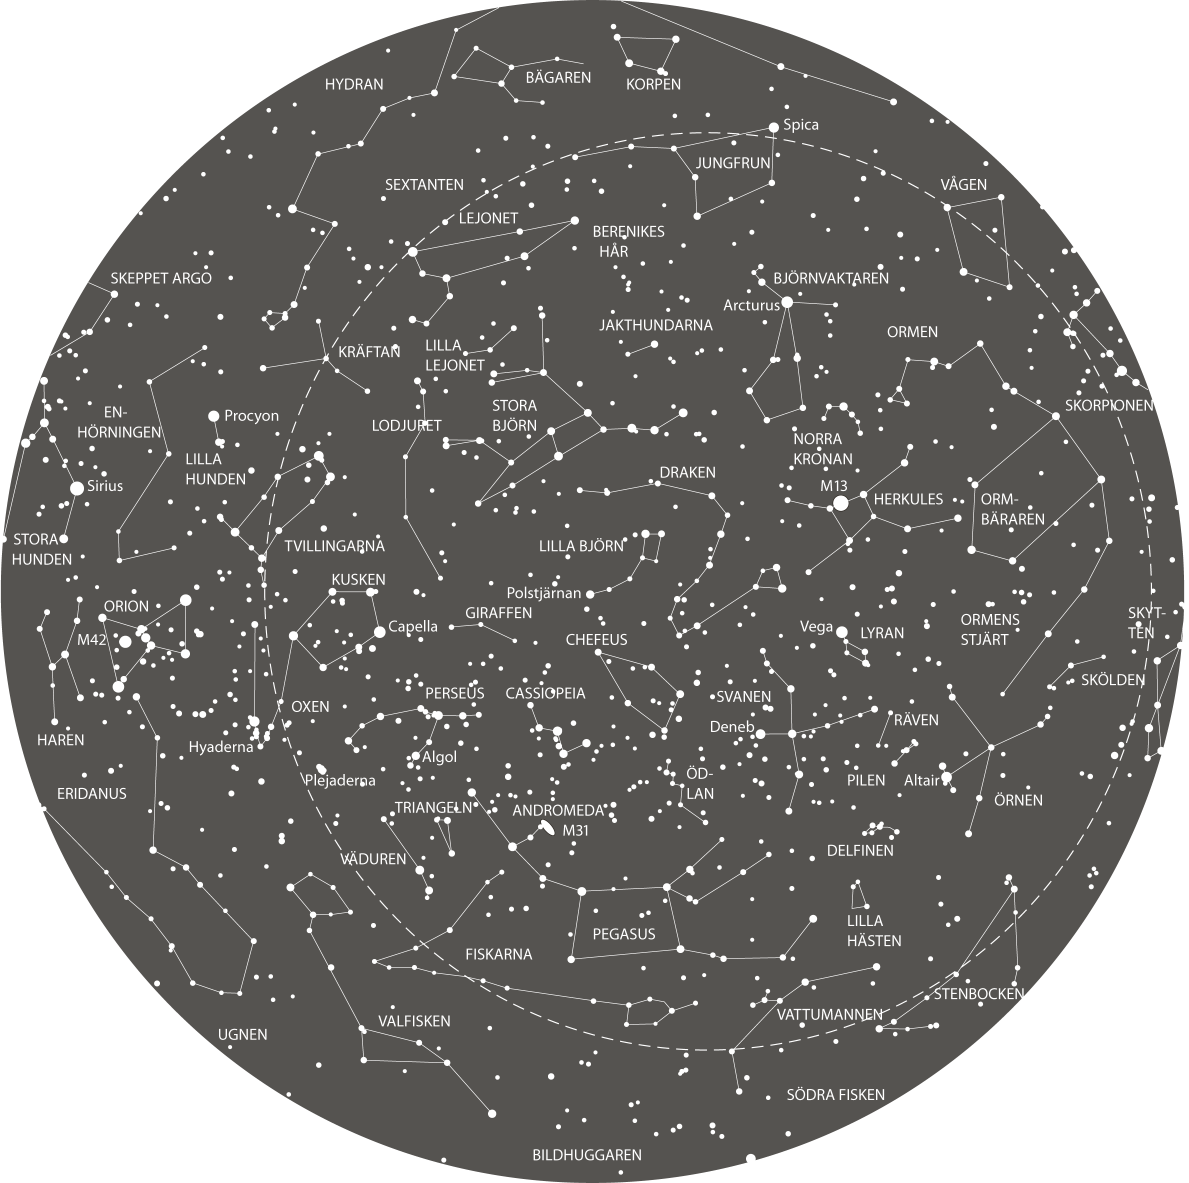 BÄGAREN
HYDRAN
KORPEN
Spica
JUNGFRUN
SEXTANTEN
VÅGEN
LEJONET
BERENIKES
HÅR
SKEPPET ARGO
BJÖRNVAKTAREN
Arcturus
JAKTHUNDARNA
ORMEN
KRÄFTAN
LILLA
LEJONET
STORA
BJÖRN
SKORPIONEN
EN-
HÖRNINGEN
Procyon
LODJURET
NORRA
KRONAN
LILLA
HUNDEN
DRAKEN
Sirius
M13
HERKULES
ORM-
BÄRAREN
STORA
HUNDEN
TVILLINGARNA
LILLA BJÖRN
KUSKEN
Polstjärnan
ORION
GIRAFFEN
M42
Capella
CHEFEUS
Vega
LYRAN
ORMENS
STJÄRT
SKYT-
TEN
SKÖLDEN
PERSEUS
CASSIOPEIA
SVANEN
OXEN
Deneb
RÄVEN
HAREN
Hyaderna
Algol
Plejaderna
ÖD-
LAN
PILEN
Altair
ERIDANUS
ÖRNEN
TRIANGELN
ANDROMEDA
M31
VÄDUREN
DELFINEN
PEGASUS
LILLA
HÄSTEN
FISKARNA
STENBOCKEN
VALFISKEN
VATTUMANNEN
UGNEN
SÖDRA FISKEN
BILDHUGGAREN